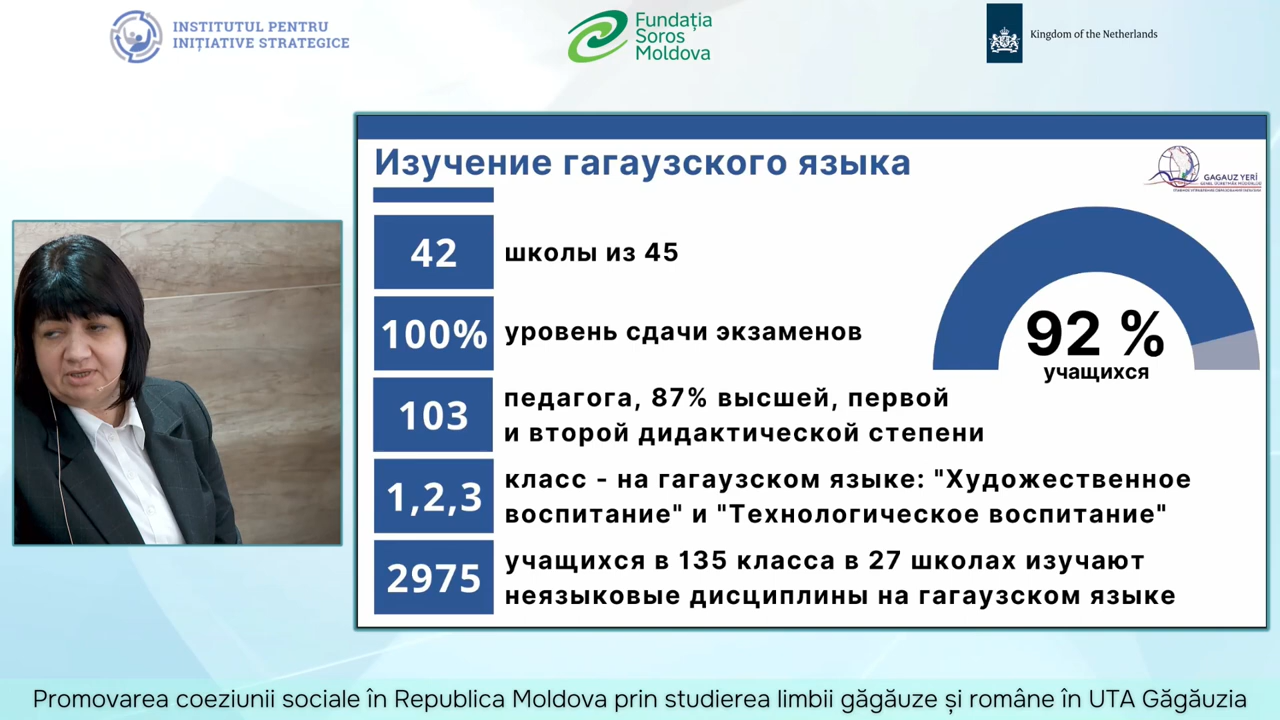 INSTITUTUL PENTRU
INIȚIATIVE STRATEGICE
Fundația
Soros
Moldova
Kingdom of the Netherlands
Изучение гагаузского языка
GAGAUZ YERİ
42
школы из 45
100%
уровень сдачи экзаменов
92 %
учащихся
103
педагога, 87% высшей, первой
и второй дидактической степени
1,2,3
класс - на гагаузском языке: "Художественное
воспитание" и "Технологическое воспитание"
2975
учащихся в 135 класса в 27 школах изучают
неязыковые дисциплины на гагаузском языке
Promovarea coeziunii sociale în Republica Moldova prin studierea limbii găgăuze și române în UTA Găgăuzia